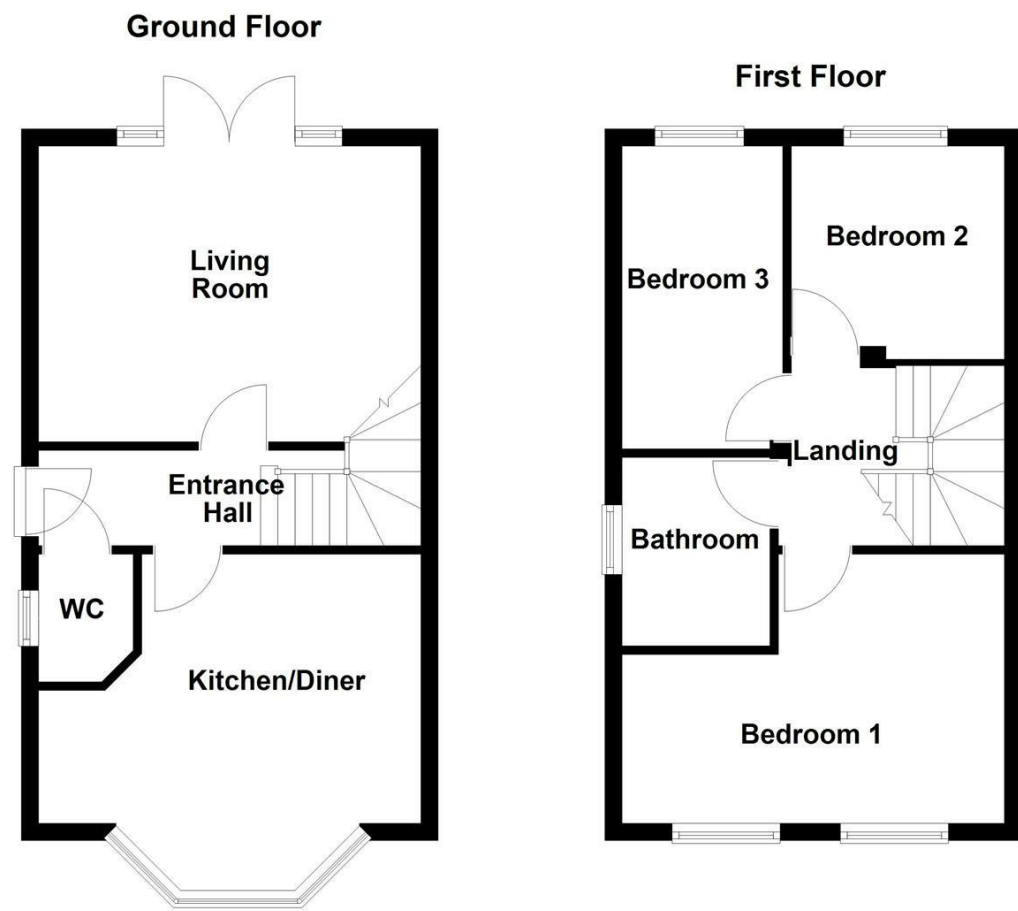 Ground Floor
Living
Room
Entrance
Hall
WC
Kitchen/Diner
First Floor
Bedroom 2
Bedroom 3
Landing
Bathroom
Bedroom 1